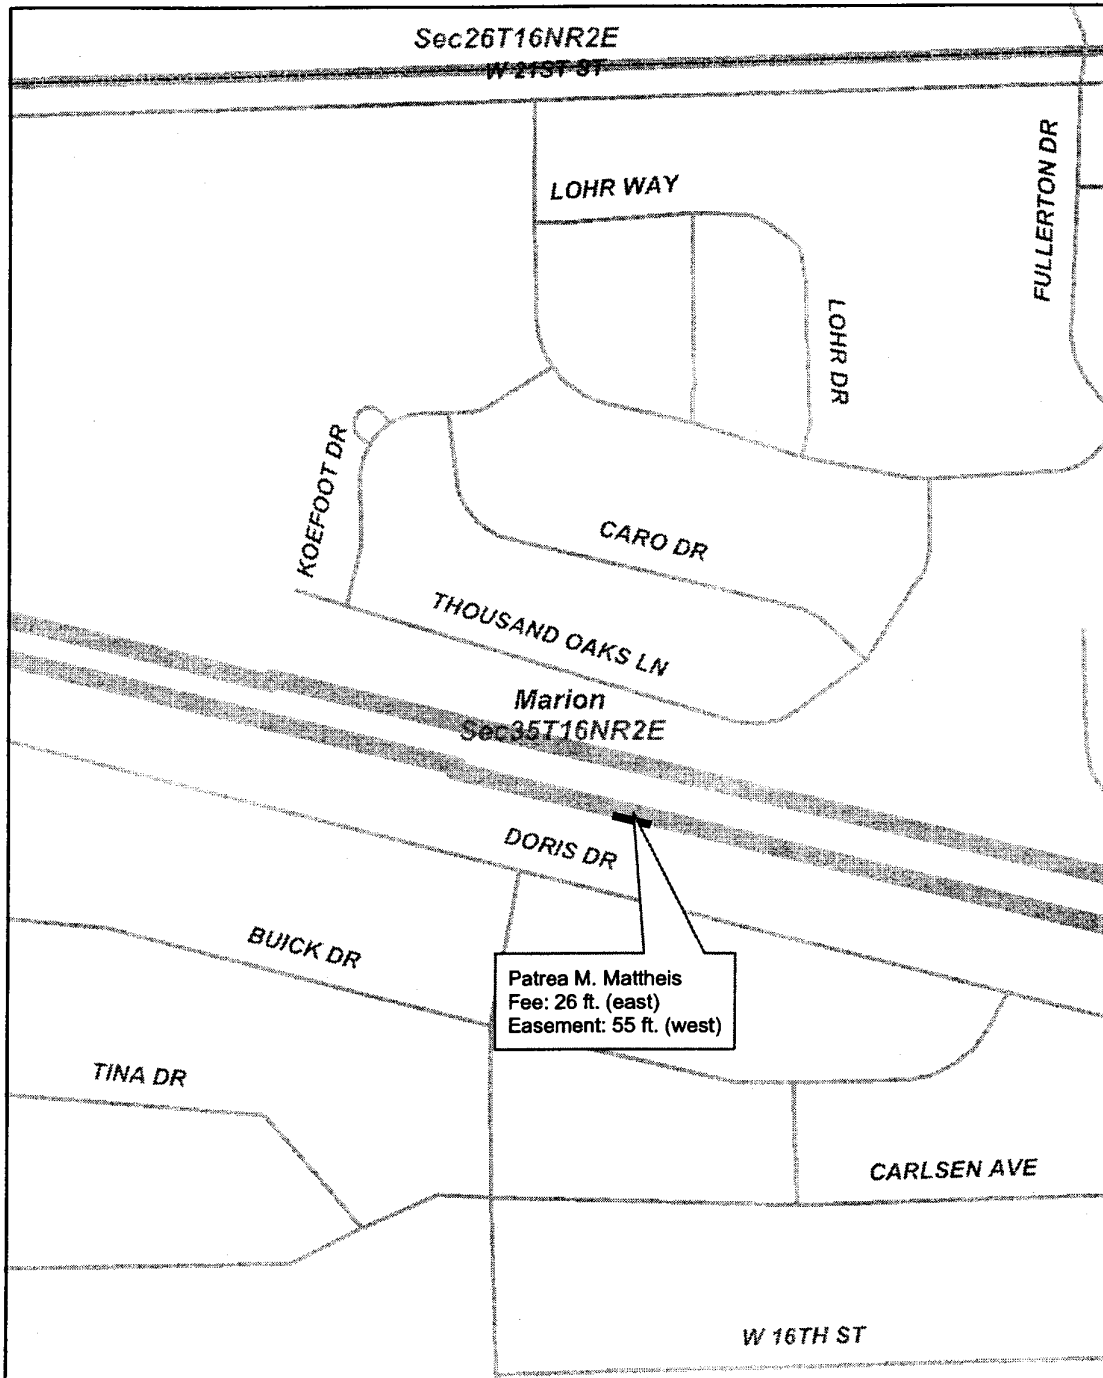 Sec26T16NR2E
W 21ST ST
LOHR WAY
FULLERTON DR
LOHR DR
KOEFOOT DR
CARO DR
THOUSAND OAKS LN
Marion
Sec35T16NR2E
DORIS DR
BUICK DR
Patrea M. Mattheis
Fee: 26 ft. (east)
Easement: 55 ft. (west)
TINA DR
CARLSEN AVE
W 16TH ST